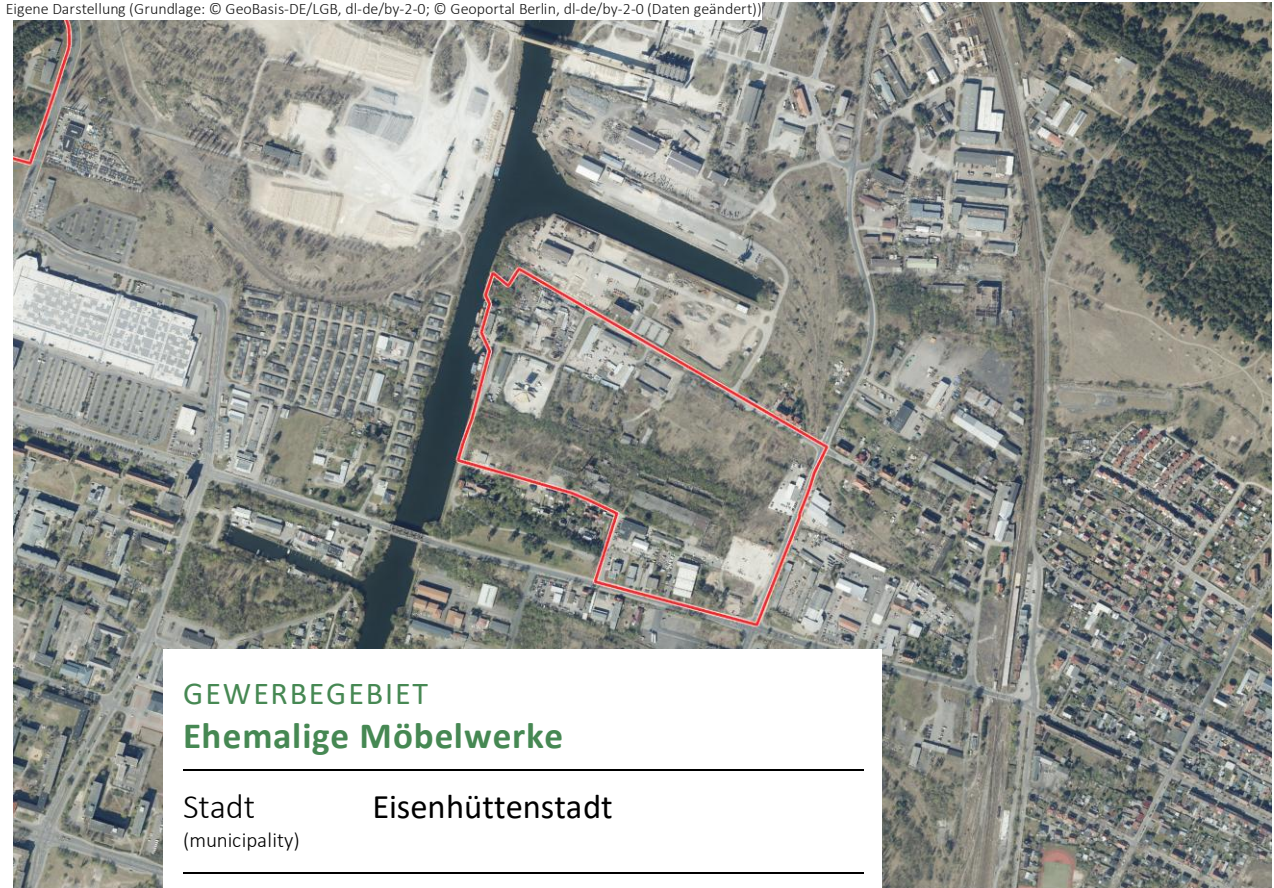 Eigene Darstellung (Grundlage: © GeoBasis-DE/LGB, dl-de/by-2-0; © Geoportal Berlin, dl-de/by-2-0 (Daten geändert))
GEWERBEGEBIET
Ehemalige Möbelwerke
Stadt Eisenhüttenstadt
(municipality)